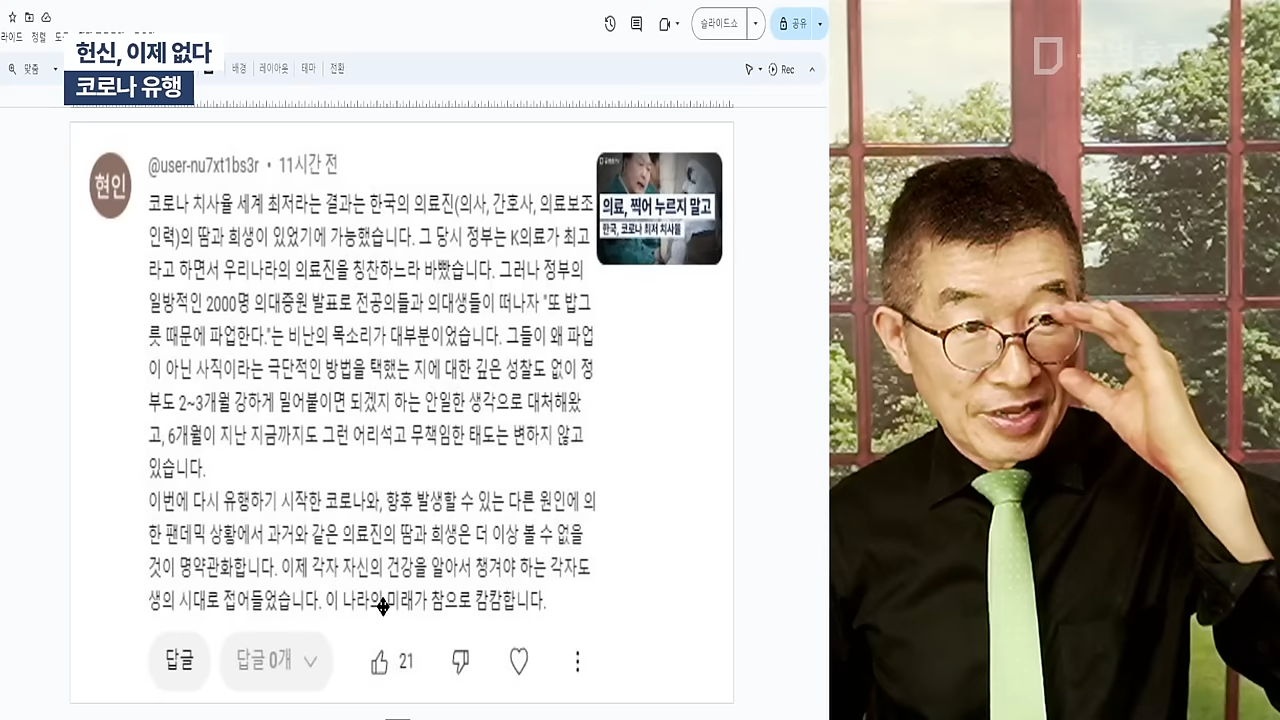 슬라이드쇼
공유
라이드 정렬
헌신, 이제 없다
코로나 유행
맞춤
배경 레이아웃 테마 전환
Rec
현인
@user-nu7xt1bs3r • 11시간 전
코로나 치사율 세계 최저라는 결과는 한국의 의료진(의사, 간호사, 의료보조
인력)의 땀과 희생이 있었기에 가능했습니다. 그 당시 정부는 K의료가 최고
라고 하면서 우리나라의 의료진을 칭찬하느라 바빴습니다. 그러나 정부의
일방적인 2000명 의대증원 발표로 전공의들과 의대생들이 떠나자 "또 밥그
릇 때문에 파업한다."는 비난의 목소리가 대부분이었습니다. 그들이 왜 파업
이 아닌 사직이라는 극단적인 방법을 택했는 지에 대한 깊은 성찰도 없이 정
부도 2~3개월 강하게 밀어붙이면 되겠지 하는 안일한 생각으로 대처해왔
고, 6개월이 지난 지금까지도 그런 어리석고 무책임한 태도는 변하지 않고
있습니다.
이번에 다시 유행하기 시작한 코로나와, 향후 발생할 수 있는 다른 원인에 의
한 팬데믹 상황에서 과거와 같은 의료진의 땀과 희생은 더 이상 볼 수 없을
것이 명약관화합니다. 이제 각자 자신의 건강을 알아서 챙겨야 하는 각자도
생의 시대로 접어들었습니다. 이 나라의 미래가 참으로 캄캄합니다.
의료, 찍어 누르지 말고
한국, 코로나 최저 치사율
답글
답글 0개
21